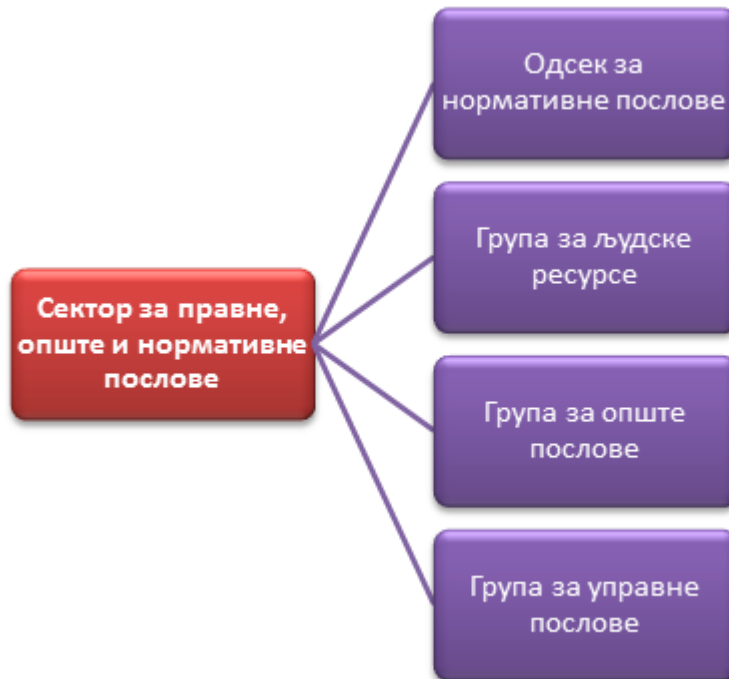 Одсек за
нормативне послове
Група за људске
ресурсе
Сектор за правне,
опште и нормативне
послове
Група за опште
послове
Група за управне
послове